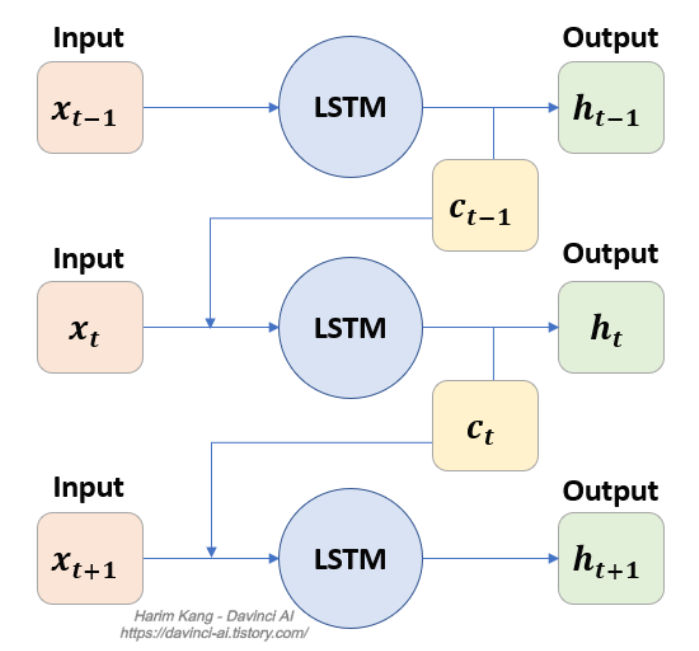 Input
Output
x_{t-1}
LSTM
h_{t-1}
c_{t-1}
Input
Output
x_t
LSTM
h_t
c_t
Input
Output
x_{t+1}
LSTM
h_{t+1}
Harim Kang - Davinci AI
https://davinci-ai.tistory.com/